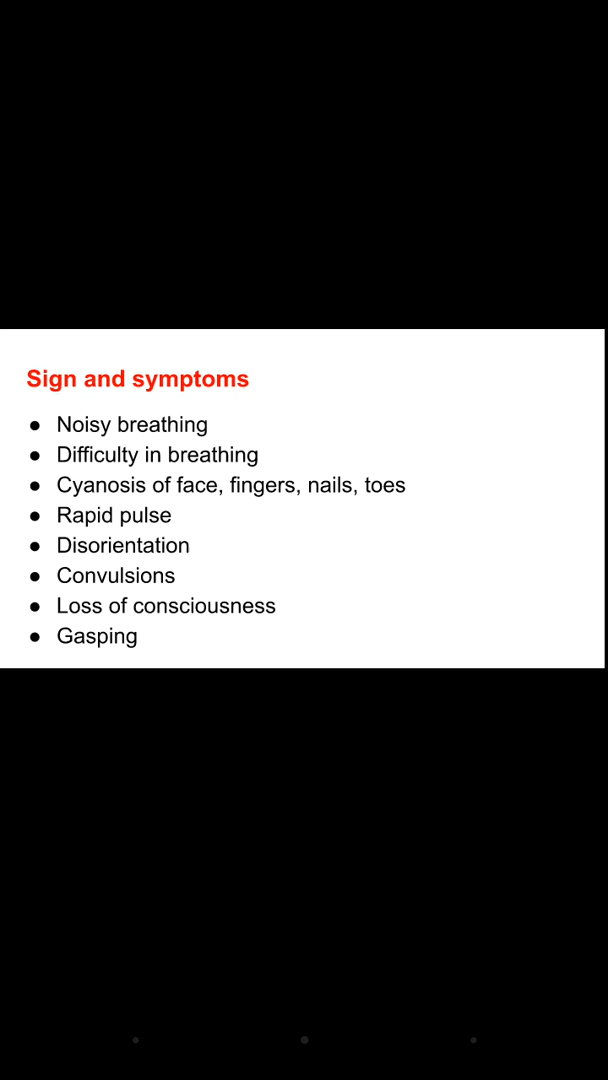 Sign and symptoms
● Noisy breathing
● Difficulty in breathing
● Cyanosis of face, fingers, nails, toes
● Rapid pulse
● Disorientation
● Convulsions
● Loss of consciousness
● Gasping